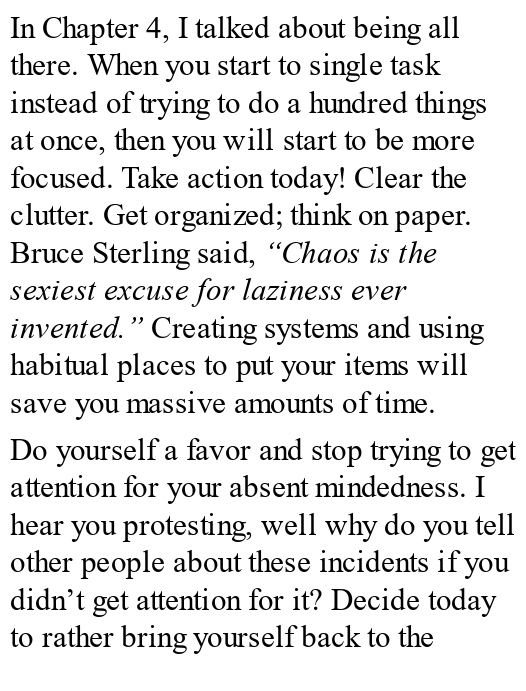 In Chapter 4, I talked about being all
there. When you start to single task
instead of trying to do a hundred things
at once, then you will start to be more
focused. Take action today! Clear the
clutter. Get organized; think on paper.
Bruce Sterling said, “Chaos is the
sexiest excuse for laziness ever
invented.” Creating systems and using
habitual places to put your items will
save you massive amounts of time.
Do yourself a favor and stop trying to get
attention for your absent mindedness. I
hear you protesting, well why do you tell
other people about these incidents if you
didn’t get attention for it? Decide today
to rather bring yourself back to the